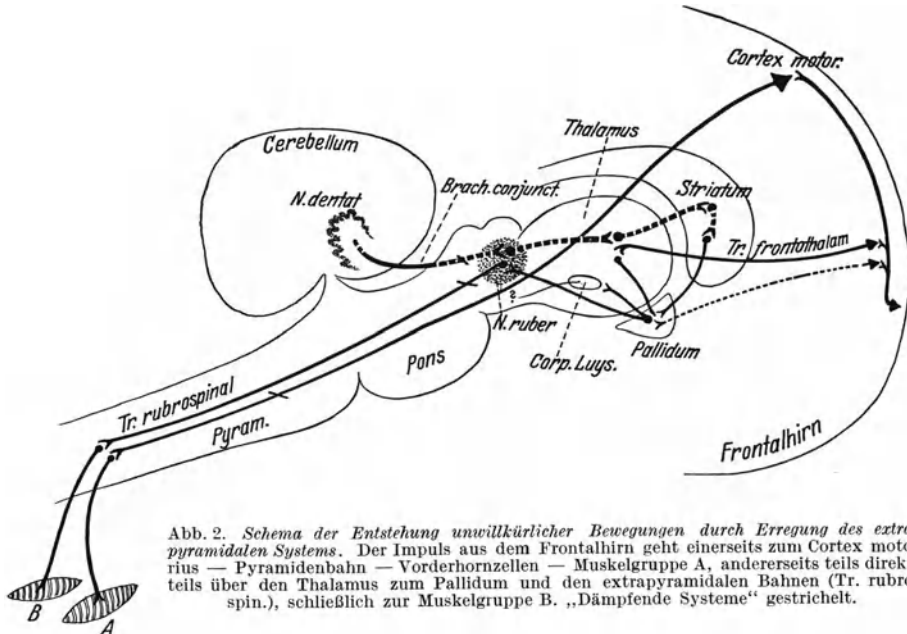 Cortex motor.
Thalamus
Cerebellum
Striatum
Brach.conjunct.
N.dentat
Tr. frontothalam
?
N.ruber
Pallidum
Corp.Luys.
Pons
Tr. rubrospinal
Pyram.
Frontalhirn
B
A
Abb. 2. Schema der Entstehung unwillkürlicher Bewegungen durch Erregung des extra
pyramidalen Systems. Der Impuls aus dem Frontalhirn geht einerseits zum Cortex moto
rius — Pyramidenbahn — Vorderhornzellen — Muskelgruppe A, andererseits teils direk
teils über den Thalamus zum Pallidum und den extrapyramidalen Bahnen (Tr. rubro
spin.), schließlich zur Muskelgruppe B. „Dämpfende Systeme“ gestrichelt.